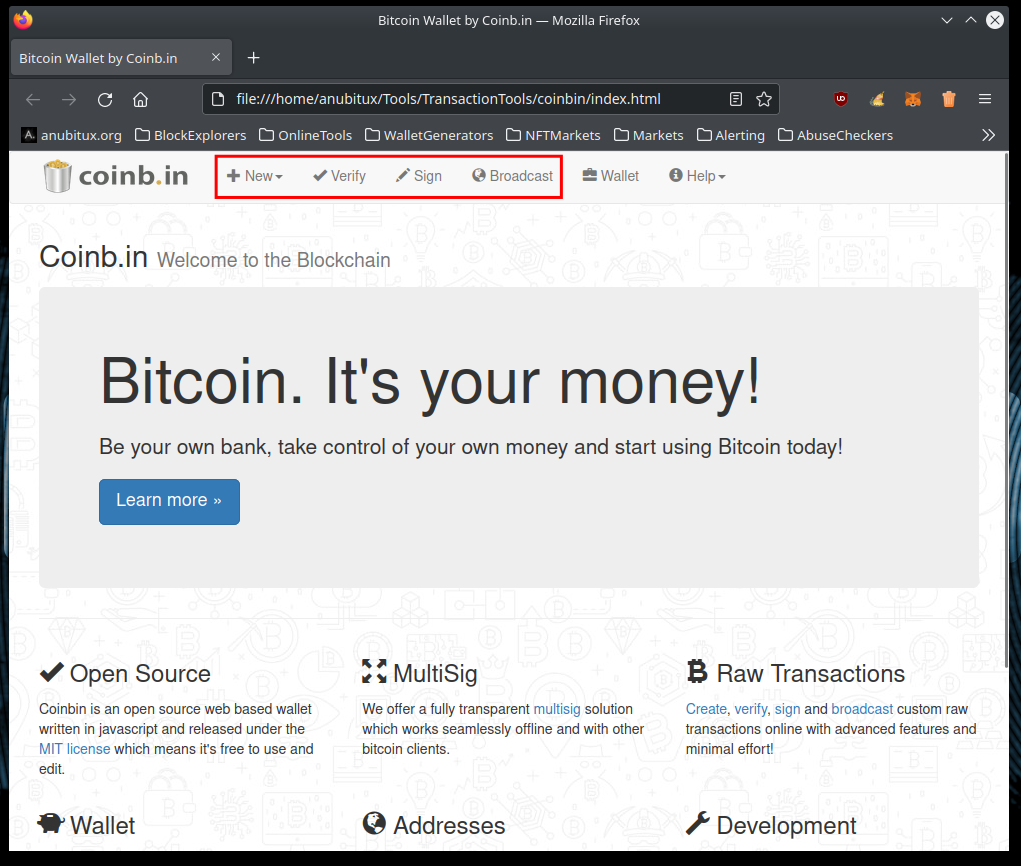 Bitcoin Wallet by Coinb.in — Mozilla Firefox
Bitcoin Wallet by Coinb.in
file:///home/anubitux/Tools/TransactionTools/coinbin/index.html
A. anubitux.org BlockExplorers OnlineTools WalletGenerators NFTMarkets Markets Alerting AbuseCheckers
coinb.in New Verify Sign Broadcast Wallet Help
Coinb.in Welcome to the Blockchain
Bitcoin. It's your money!
Be your own bank, take control of your own money and start using Bitcoin today!
Learn more »
Open Source
Coinbin is an open source web based wallet
written in javascript and released under the
MIT license which means it's free to use and
edit.
MultiSig
We offer a fully transparent multisig solution
which works seamlessly offline and with other
bitcoin clients.
Raw Transactions
Create, verify, sign and broadcast custom raw
transactions online with advanced features and
minimal effort!
Wallet
Addresses
Development